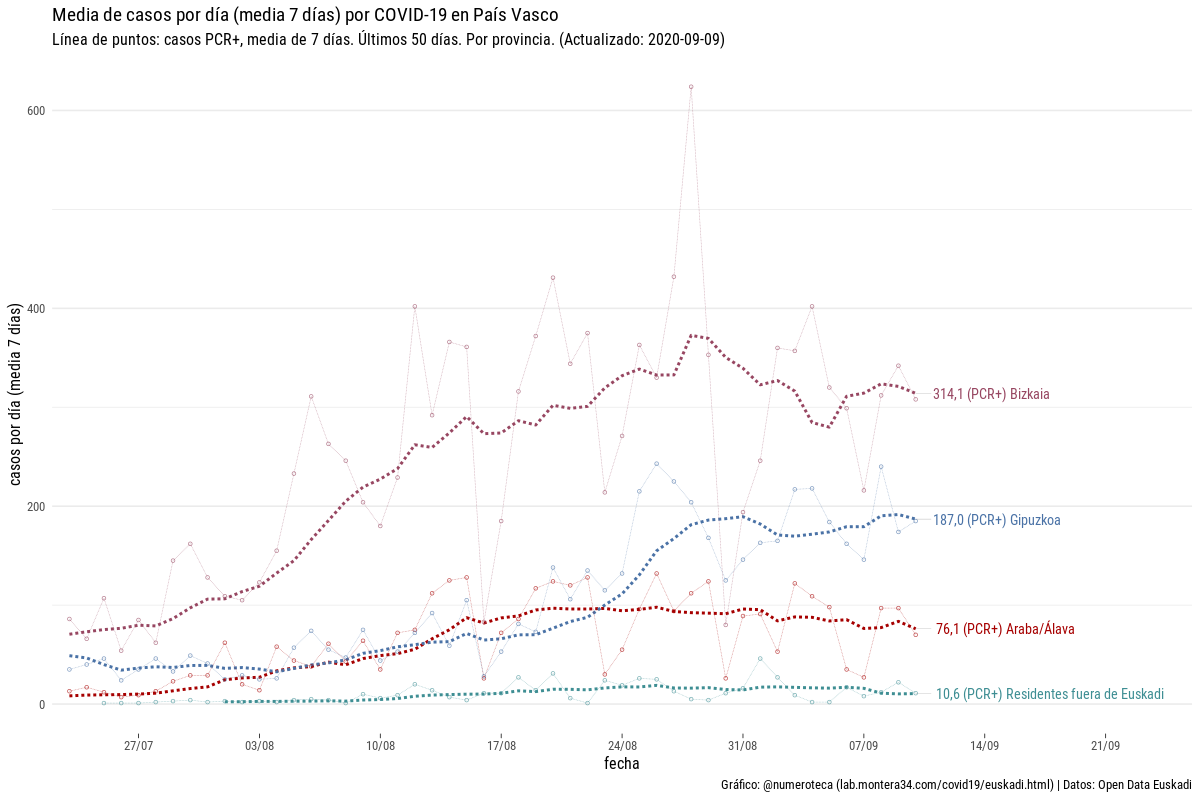 Media de casos por día (media 7 días) por COVID-19 en País Vasco
Línea de puntos: casos PCR+, media de 7 días. Últimos 50 días. Por provincia. (Actualizado: 2020-09-09)
casos por día (media 7 días)
600
400
200
0
314,1 (PCR+) Bizkaia
187,0 (PCR+) Gipuzkoa
76,1 (PCR+) Araba/Álava
10,6 (PCR+) Residentes fuera de Euskadi
27/07 03/08 10/08 17/08 24/08 31/08 07/09 14/09 21/09
fecha
Gráfico: @numeroteca (lab.montera34.com/covid19/euskadi.html) | Datos: Open Data Euskadi